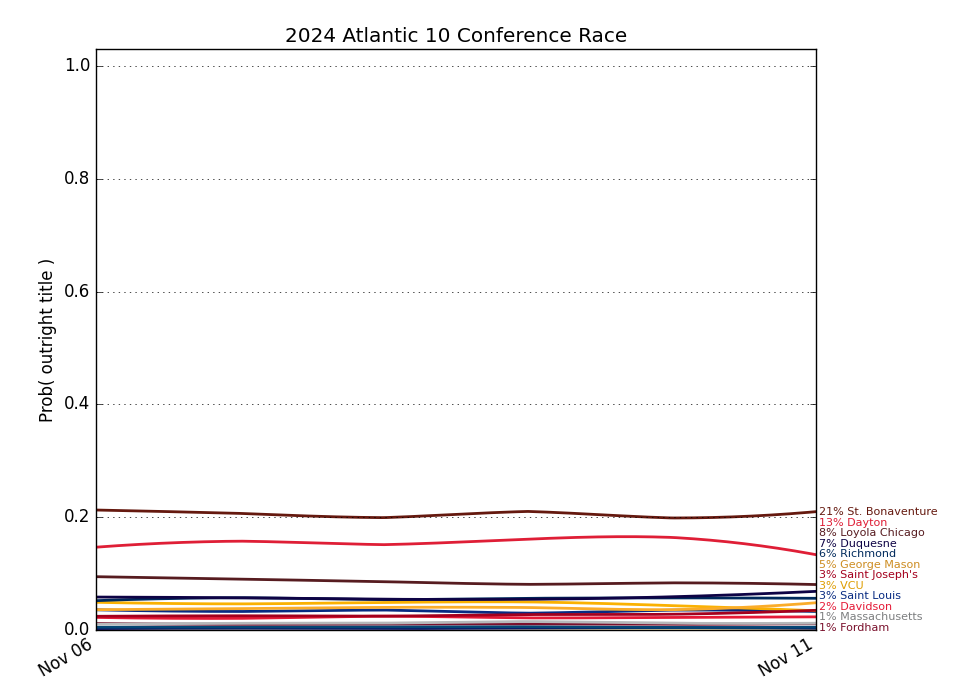 2024 Atlantic 10 Conference Race
Prob( outright title )
1.0
0.8
0.6
0.4
0.2
0.0
Nov 06
Nov 11
21% St. Bonaventure
13% Dayton
8% Loyola Chicago
7% Duquesne
6% Richmond
5% George Mason
3% Saint Joseph's
3% VCU
3% Saint Louis
2% Davidson
1% Massachusetts
1% Fordham